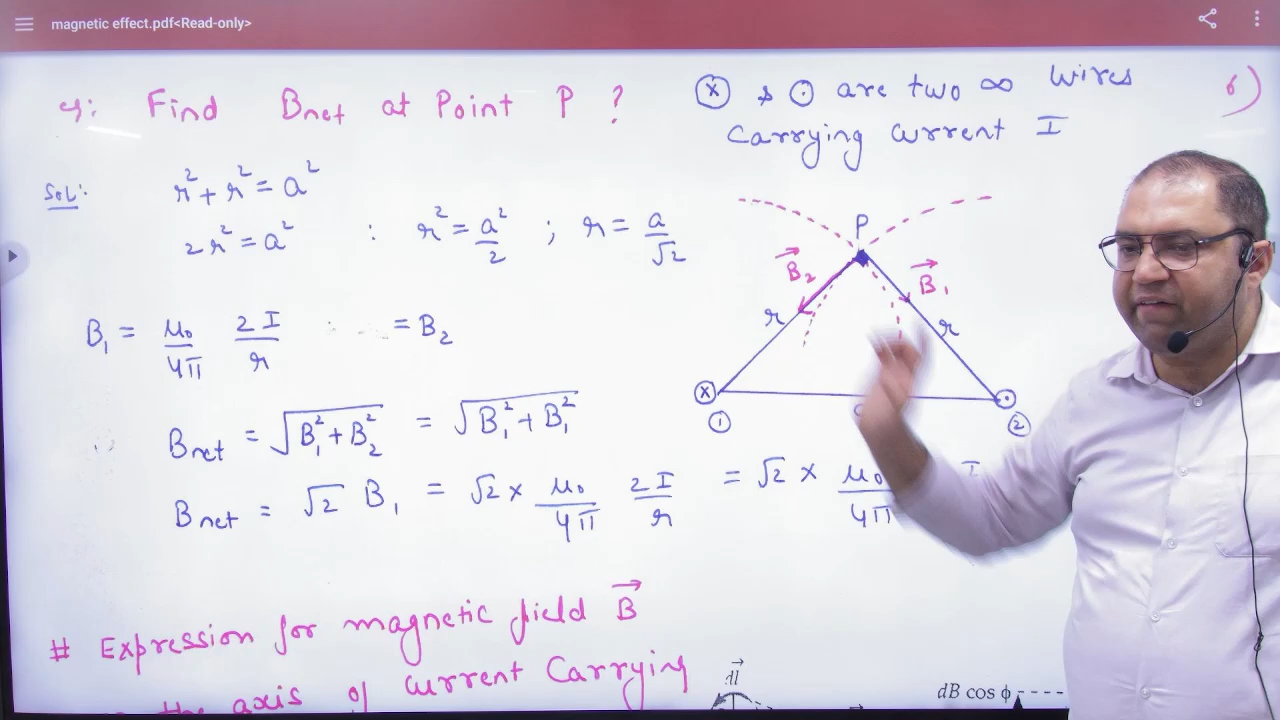 magnetic effect.pdf<Read-only>
Find Bnet at Point P ?
ⓧ & ⊙ are two ∞ wires
carrying current I
6)
Sol:
r² + r² = a²
2r² = a² : r² = a²/2 ; r = a/√2
P
B₂→ B₁→
r r
B₁ = μ₀/4π 2I/r = B₂
ⓧ ⊙
① ②
Bnet = √(B₁² + B₂²) = √(B₁² + B₁²)
Bnet = √2 B₁ = √2 × μ₀/4π 2I/r = √2 × μ₀/4π
# Expression for magnetic field B→
the axis of current Carrying
dl→
dB cos ϕ